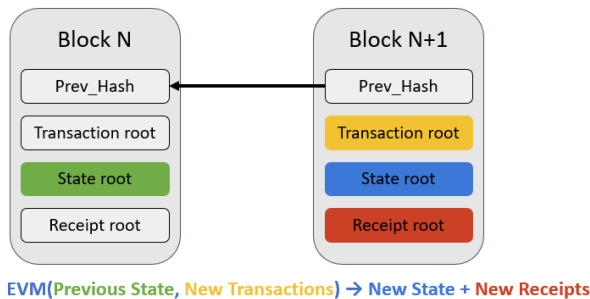 Block N
Prev_Hash
Transaction root
State root
Receipt root
Block N+1
Prev_Hash
Transaction root
State root
Receipt root
EVM(Previous State, New Transactions) → New State + New Receipts